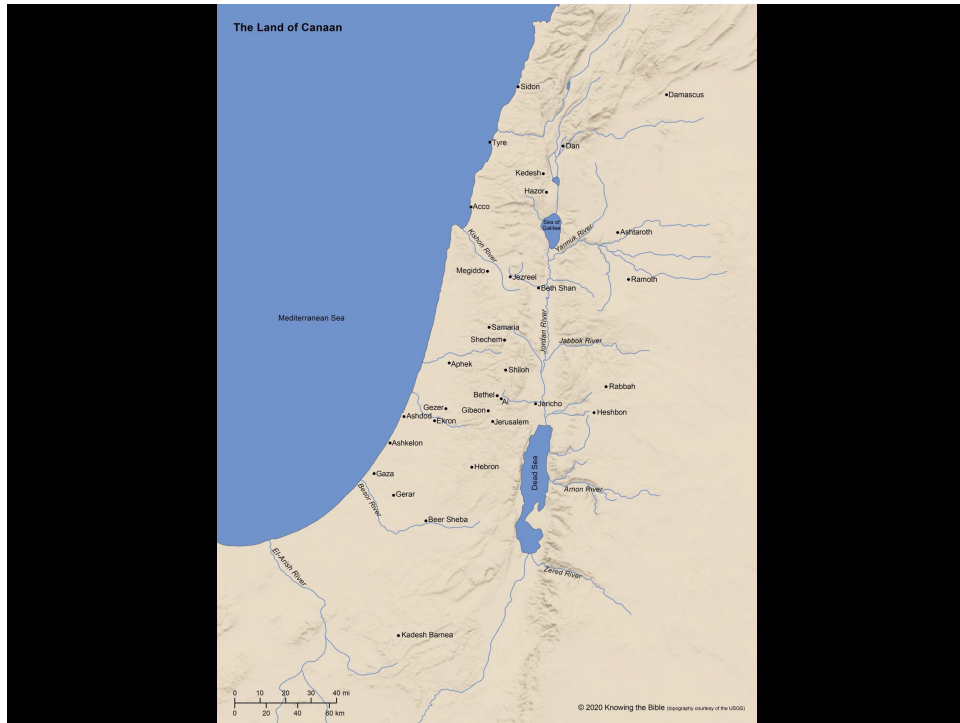 The Land of Canaan
Sidon
Damascus
Tyre
Dan
Kedesh
Hazor
Acco
Sea of
Galilee
Kishon River
Yarmuk River
Ashtaroth
Megiddo
Jezreel
Ramoth
Beth Shan
Mediterranean Sea
Jordan River
Samaria
Shechem
Jabbok River
Aphek
Shiloh
Rabbah
Bethel
Ai
Jericho
Gezer
Gibeon
Heshbon
Ashdod
Ekron
Jerusalem
Ashkelon
Dead Sea
Hebron
Gaza
Besor River
Gerar
Arnon River
Beer Sheba
El-Arish River
Zered River
Kadesh Barnea
0 10 20 30 40 mi
0 20 40 60 km
© 2020 Knowing the Bible (topography courtesy of the USGS)